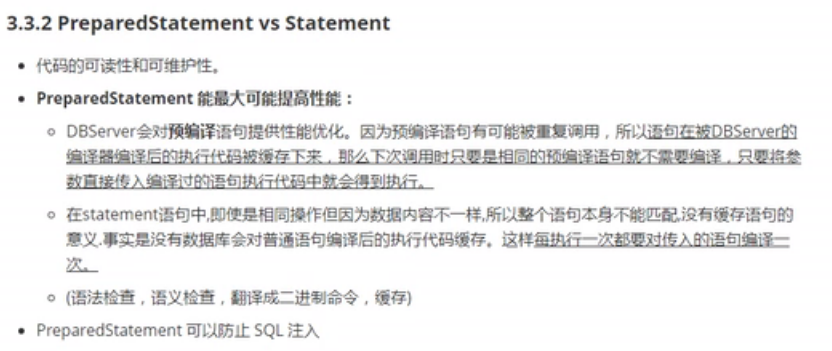 3.3.2 PreparedStatement vs Statement
• 代码的可读性和可维护性。
• PreparedStatement 能最大可能提高性能：
○ DBServer会对预编译语句提供性能优化。因为预编译语句有可能被重复调用，所以语句在被DBServer的
编译器编译后的执行代码被缓存下来，那么下次调用时只要是相同的预编译语句就不需要编译，只要将参
数直接传入编译过的语句执行代码中就会得到执行。
○ 在statement语句中,即使是相同操作但因为数据内容不一样,所以整个语句本身不能匹配,没有缓存语句的
意义.事实是没有数据库会对普通语句编译后的执行代码缓存。这样每执行一次都要对传入的语句编译一
次。
○ (语法检查，语义检查，翻译成二进制命令，缓存)
• PreparedStatement 可以防止 SQL 注入